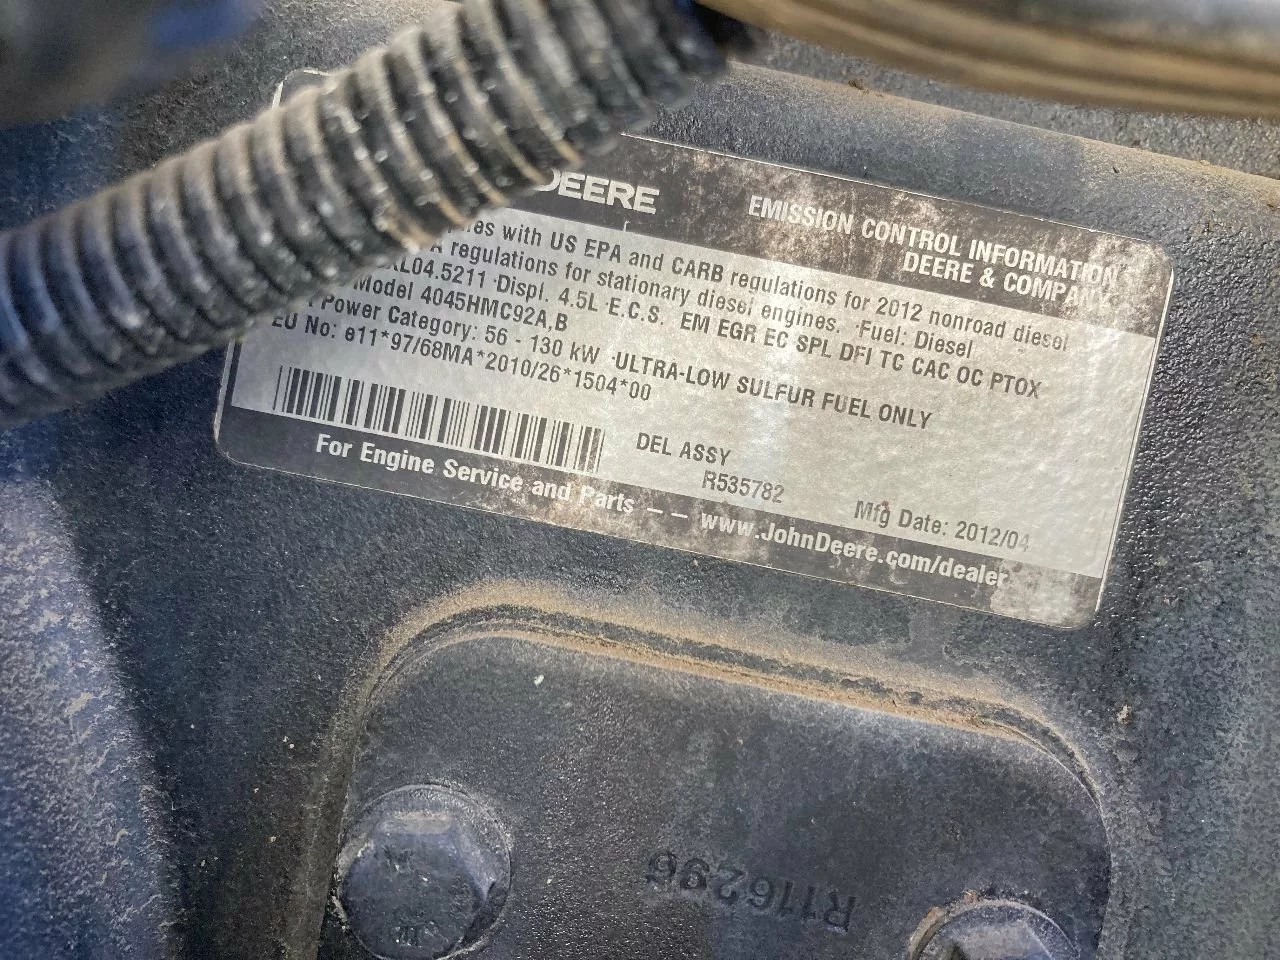 DEERE
EMISSION CONTROL INFORMATION
DEERE & COMPANY
with US EPA and CARB regulations for 2012 nonroad diesel
regulations for stationary diesel engines. ·Fuel: Diesel
L04.5211 ·Displ. 4.5L ·E.C.S. EM EGR EC SPL DFI TC CAC OC PTOX
Model 4045HMC92A,B
Power Category: 56 - 130 kW ·ULTRA-LOW SULFUR FUEL ONLY
EU No: e11*97/68MA*2010/26*1504*00
DEL ASSY
R535782
Mfg Date: 2012/04
For Engine Service and Parts — – www.JohnDeere.com/dealer
R116296